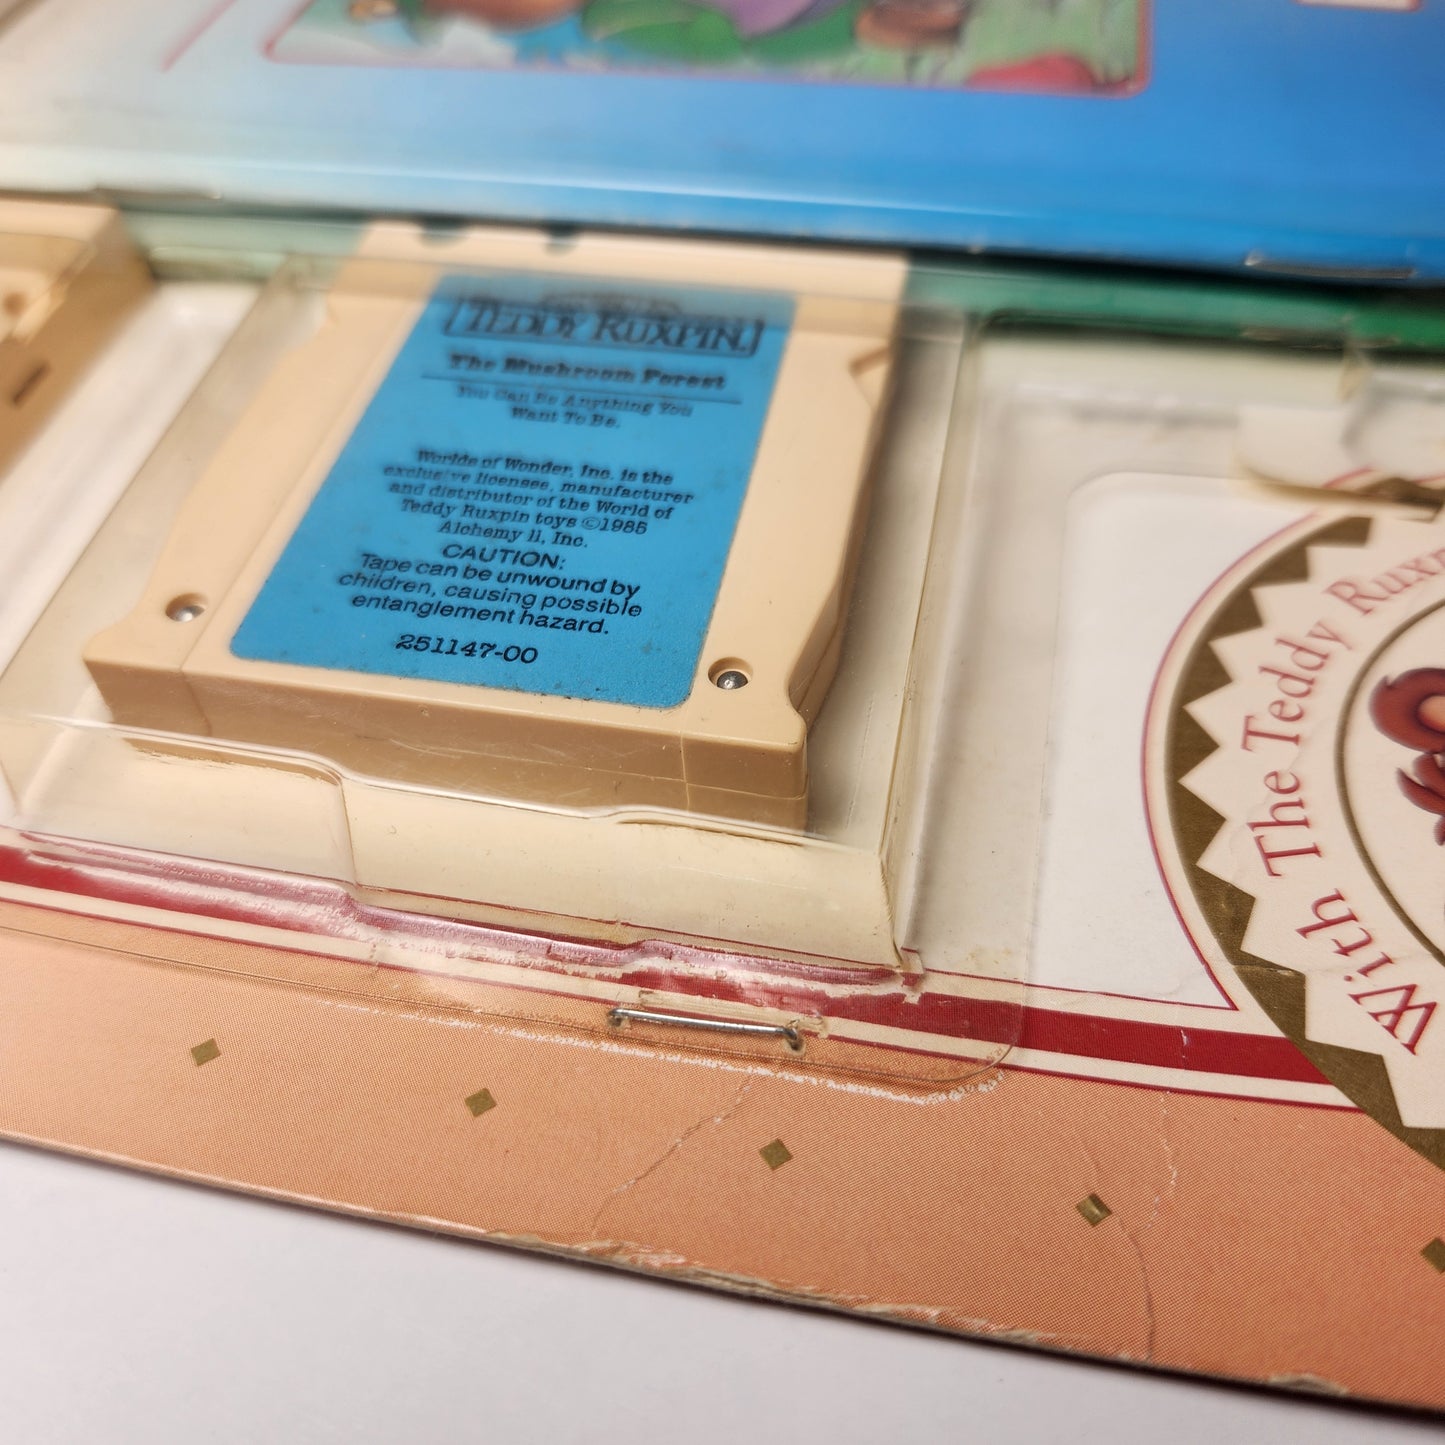 TEDDY RUXPIN.
The Mushroom Forest
You Can Be Anything You
Want To Be.
Worlds of Wonder, Inc. is the
exclusive licensee, manufacturer
and distributor of the World of
Teddy Ruxpin toys ©1985
Alchemy II, Inc.
CAUTION:
Tape can be unwound by
children, causing possible
entanglement hazard.
251147-00
With The Teddy